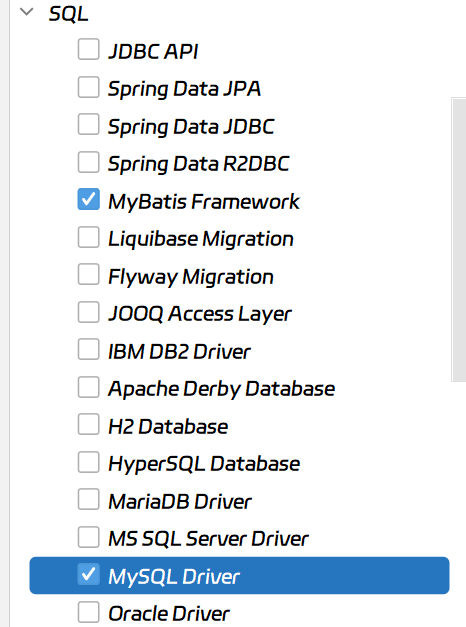 SQL
JDBC API
Spring Data JPA
Spring Data JDBC
Spring Data R2DBC
MyBatis Framework
Liquibase Migration
Flyway Migration
JOOQ Access Layer
IBM DB2 Driver
Apache Derby Database
H2 Database
HyperSQL Database
MariaDB Driver
MS SQL Server Driver
MySQL Driver
Oracle Driver